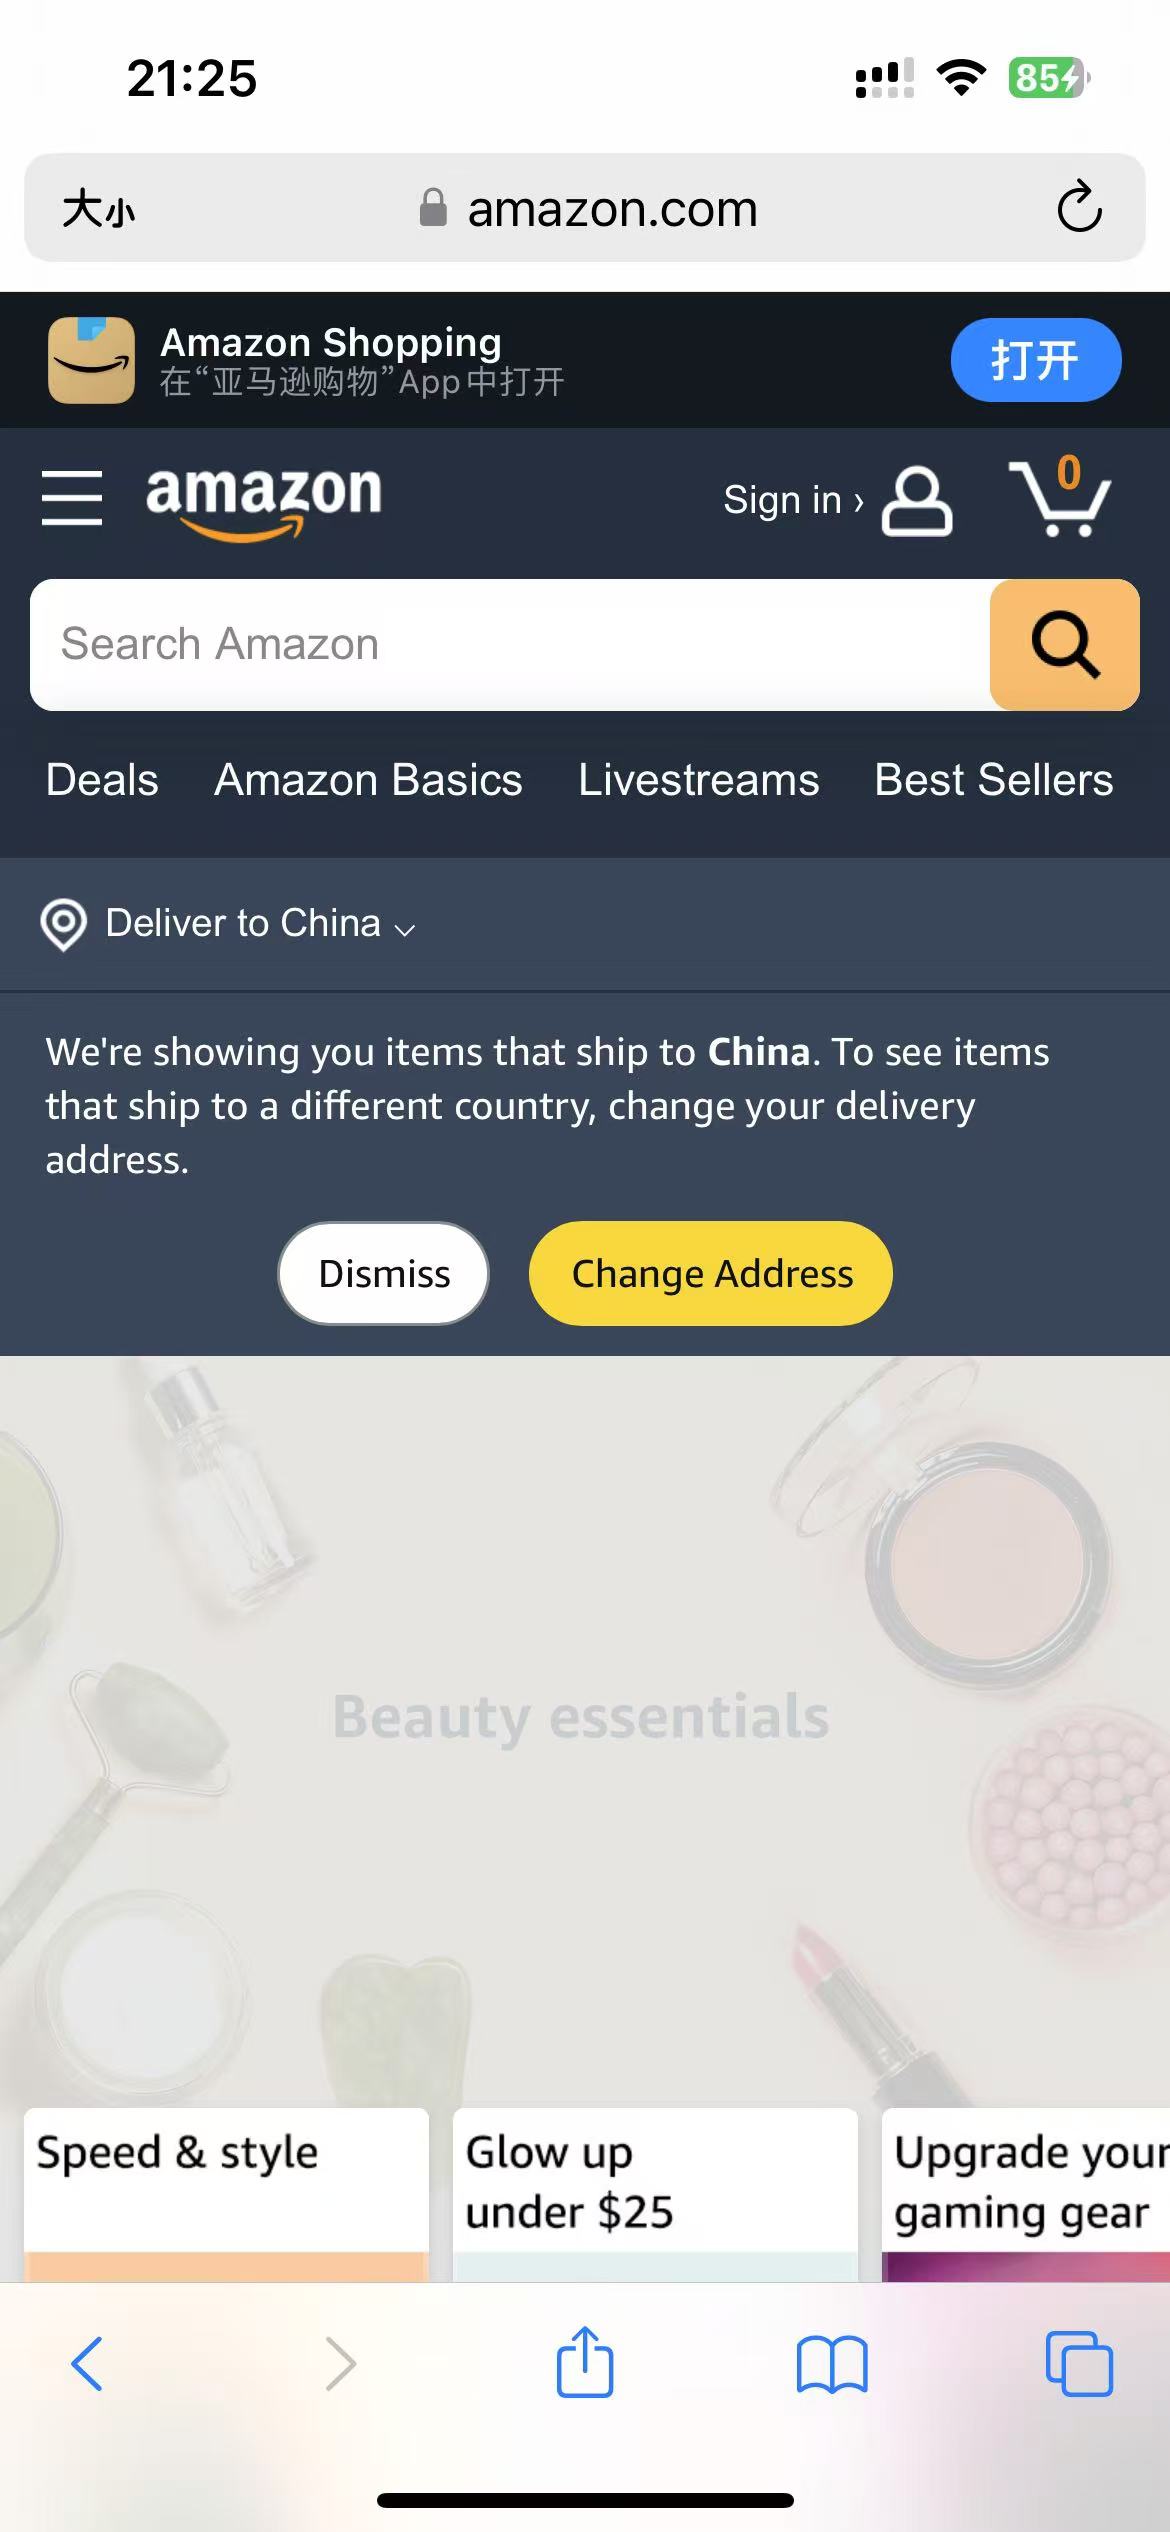 21:25
85
大小
amazon.com
Amazon Shopping
在“亚马逊购物”App中打开
打开
amazon
Sign in ›
0
Search Amazon
Deals Amazon Basics Livestreams Best Sellers
Deliver to China
We're showing you items that ship to China. To see items
that ship to a different country, change your delivery
address.
Dismiss
Change Address
Beauty essentials
Speed & style
Glow up
under $25
Upgrade your
gaming gear